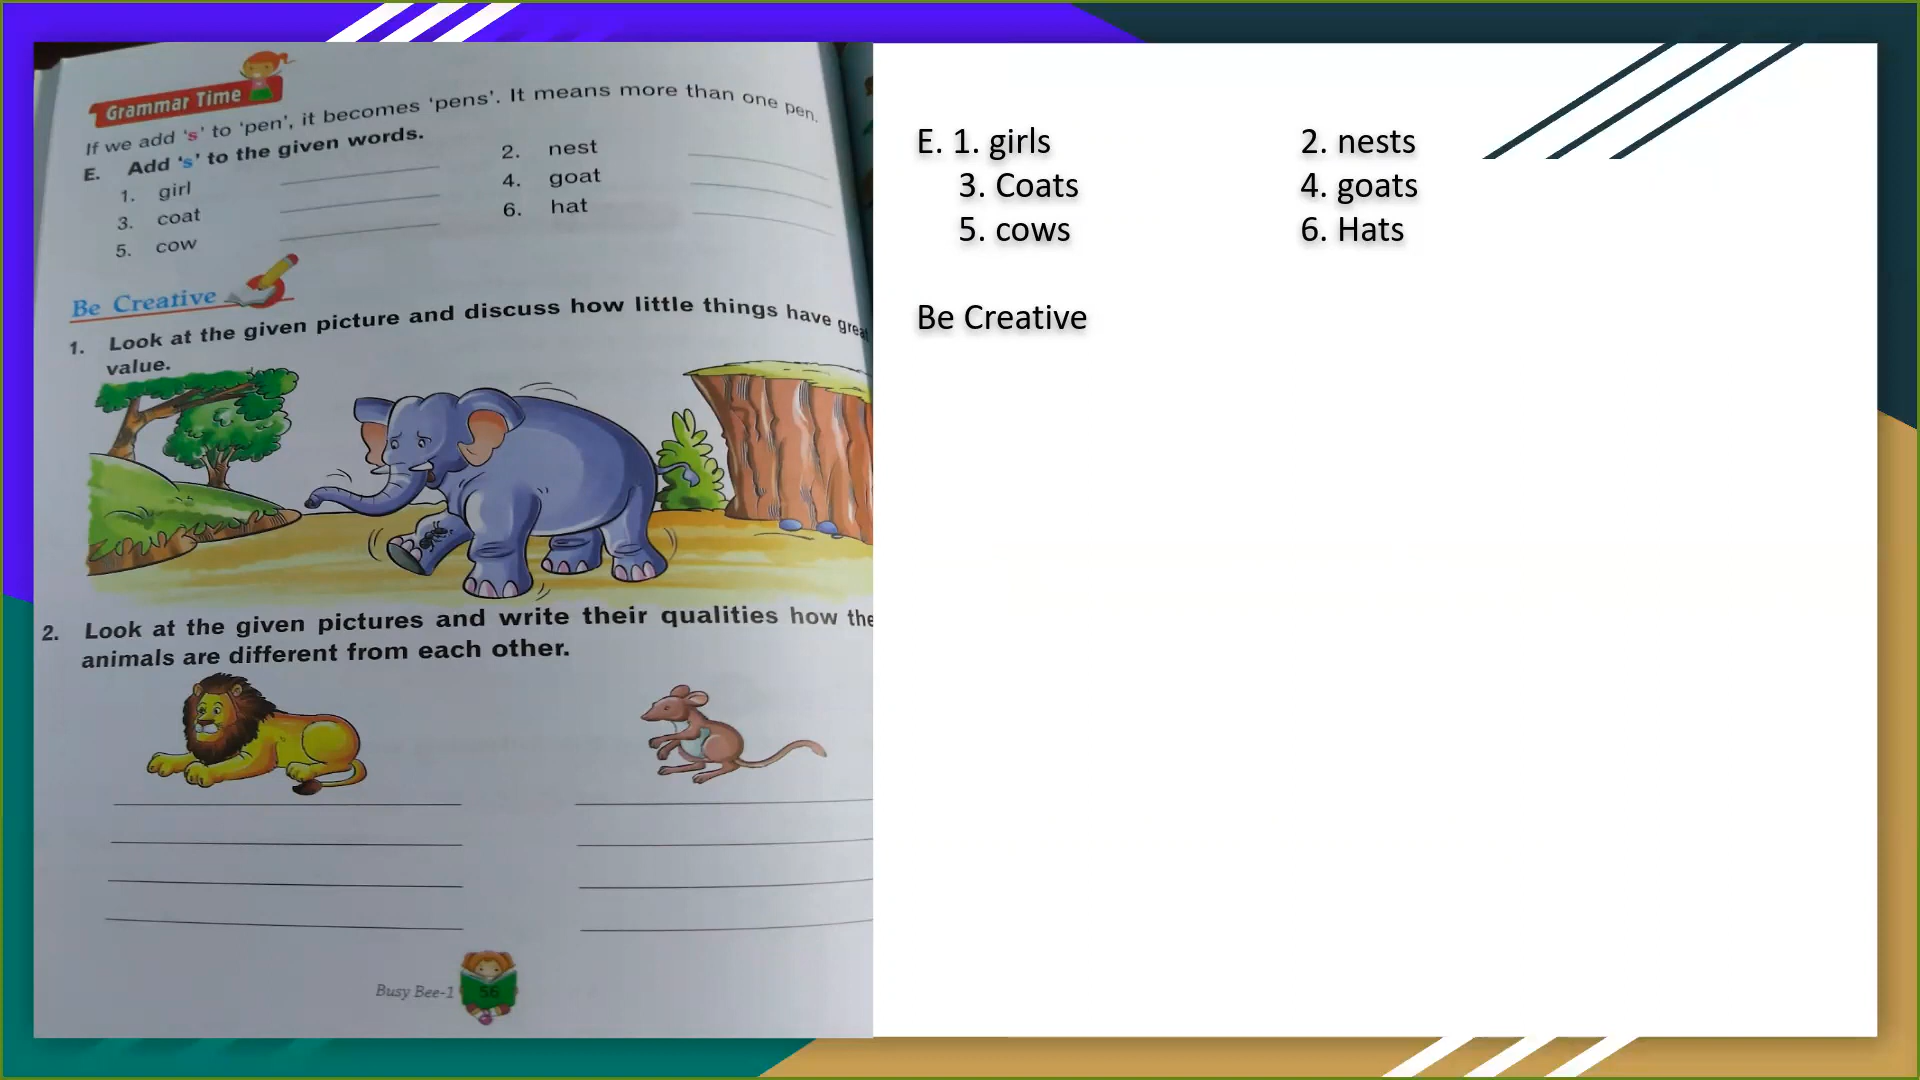 Grammar Time
If we add 's' to 'pen', it becomes 'pens'. It means more than one pen.
E. Add 's' to the given words.
1. girl
2. nest
3. coat
4. goat
5. cow
6. hat
Be Creative
1. Look at the given picture and discuss how little things have great
value.
2. Look at the given pictures and write their qualities how the
animals are different from each other.
Busy Bee-1 56
E. 1. girls 2. nests
3. Coats 4. goats
5. cows 6. Hats
Be Creative